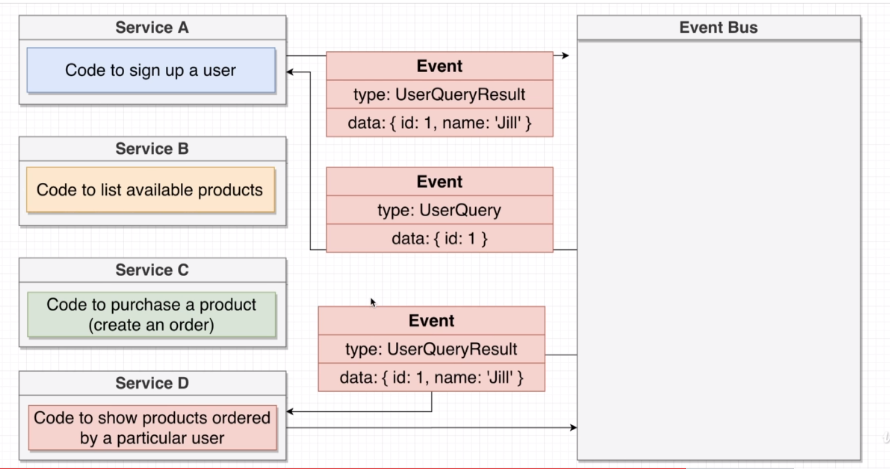 Service A
Code to sign up a user
Service B
Code to list available products
Service C
Code to purchase a product
(create an order)
Service D
Code to show products ordered
by a particular user
Event
type: UserQueryResult
data: { id: 1, name: 'Jill' }
Event
type: UserQuery
data: { id: 1 }
Event
type: UserQueryResult
data: { id: 1, name: 'Jill' }
Event Bus